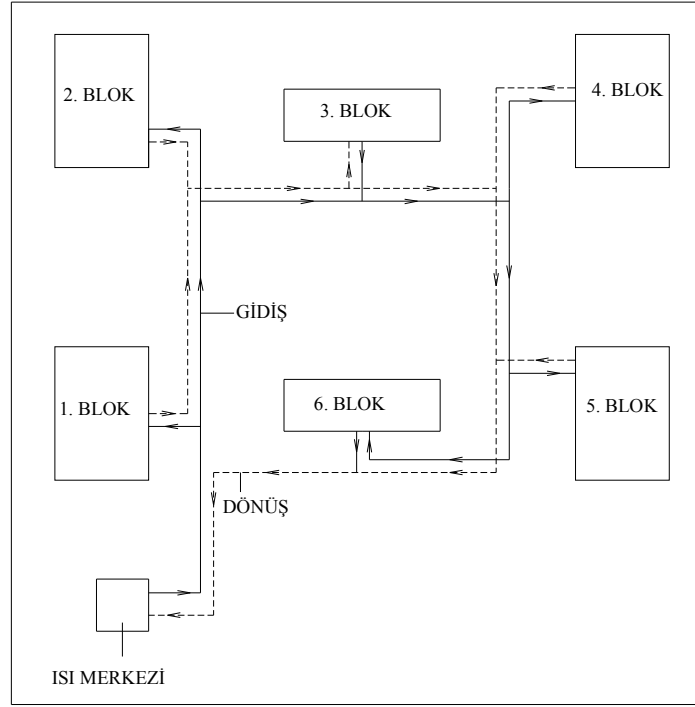 2. BLOK
3. BLOK
4. BLOK
GİDİŞ
1. BLOK
6. BLOK
5. BLOK
DÖNÜŞ
ISI MERKEZİ